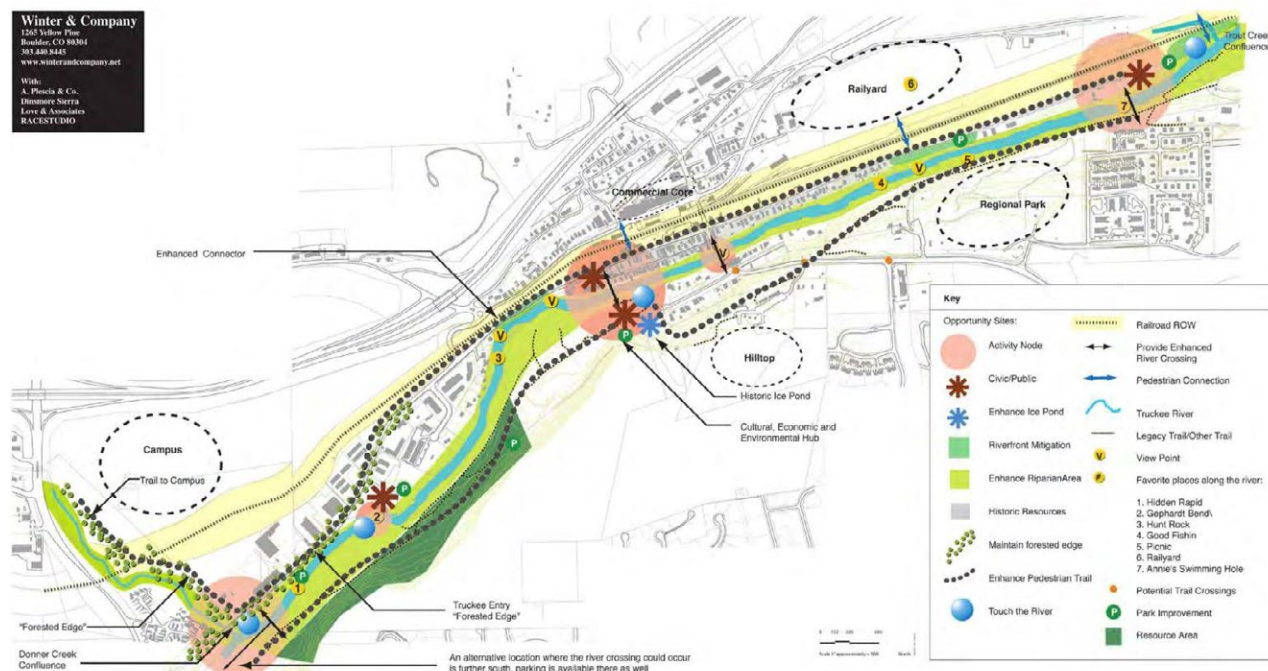 Winter & Company
1265 Yellow Pine
Boulder, CO 80304
303.440.8445
www.winterandcompany.net
With:
A. Plescia & Co.
Dinsmore Sierra
Love & Associates
RACESTUDIO
Trout Creek
Confluence
P
Railyard
6
7
P
5
V
4
Commercial Core
Regional Park
Enhanced Connector
V
V
V
3
P
Hilltop
Historic Ice Pond
Cultural, Economic and
Environmental Hub
P
Campus
Trail to Campus
P
2
P
1
"Forested Edge"
Truckee Entry
"Forested Edge"
Donner Creek
Confluence
An alternative location where the river crossing could occur
is further south, parking is available there as well
Key
Opportunity Sites:
Activity Node
Civic/Public
Enhance Ice Pond
Riverfront Mitigation
Enhance RiparianArea
Historic Resources
Maintain forested edge
Enhance Pedestrian Trail
Touch the River
Railroad ROW
Provide Enhanced
River Crossing
Pedestrian Connection
Truckee River
Legacy Trail/Other Trail
V
View Point
#
Favorite places along the river:
1. Hidden Rapid
2. Gephardt Bend\
3. Hunt Rock
4. Good Fishin
5. Picnic
6. Railyard
7. Annie's Swimming Hole
Potential Trail Crossings
P
Park Improvement
Resource Area